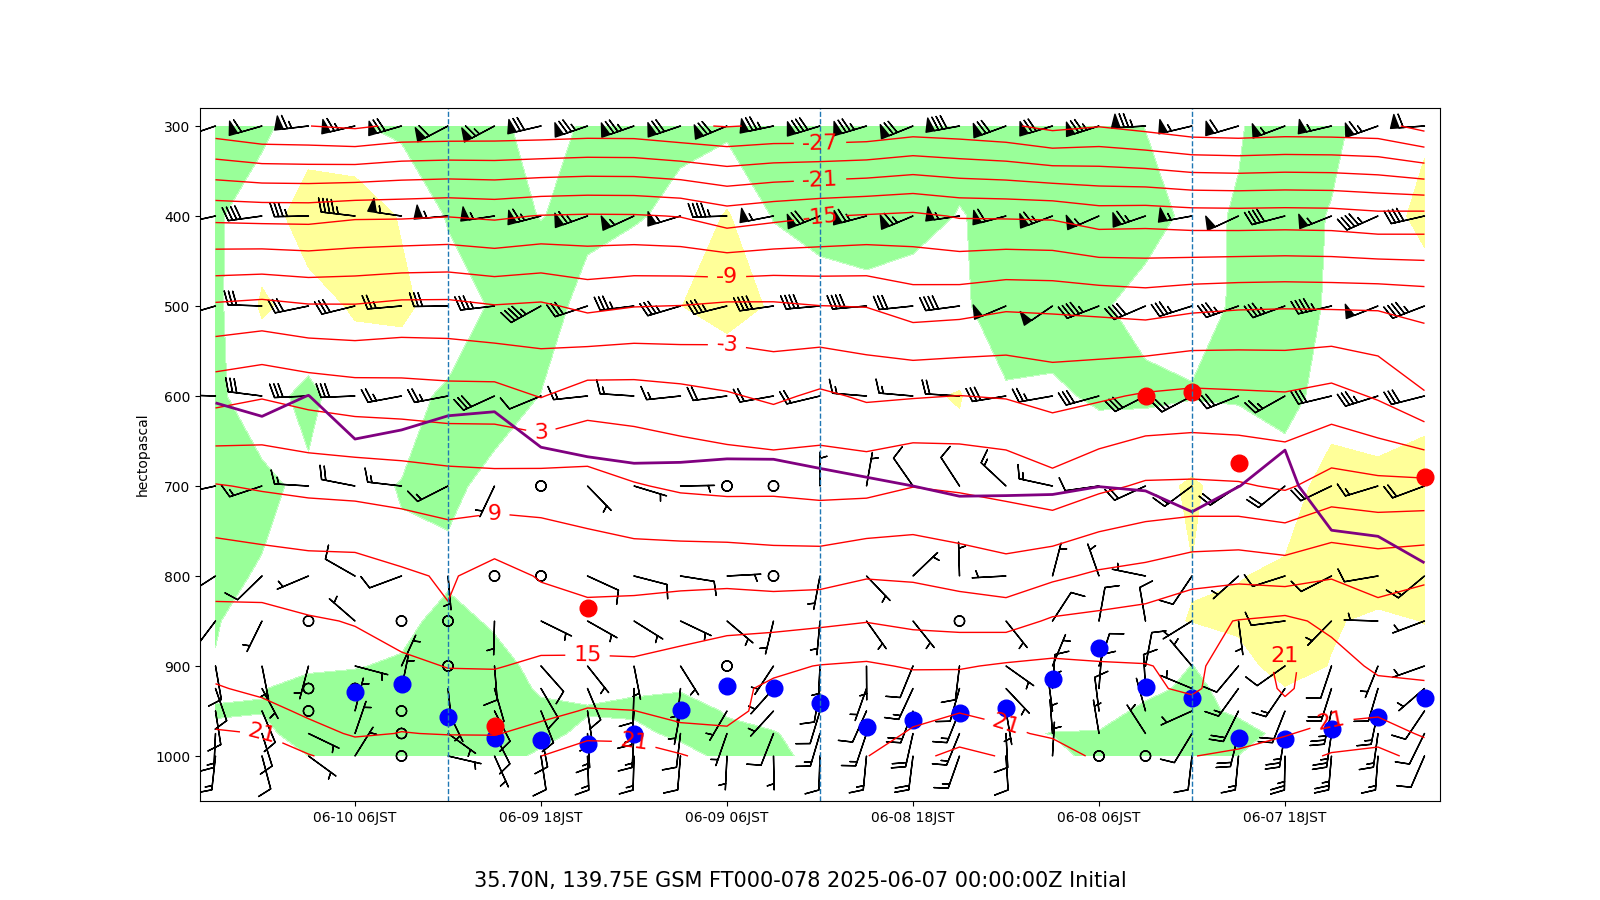 300
-27
-21
400
-15
-9
500
-3
600
3
hectopascal
700
9
800
15
21
900
21
21
21
21
1000
06-10 06JST
06-09 18JST
06-09 06JST
06-08 18JST
06-08 06JST
06-07 18JST
35.70N, 139.75E GSM FT000-078 2025-06-07 00:00:00Z Initial